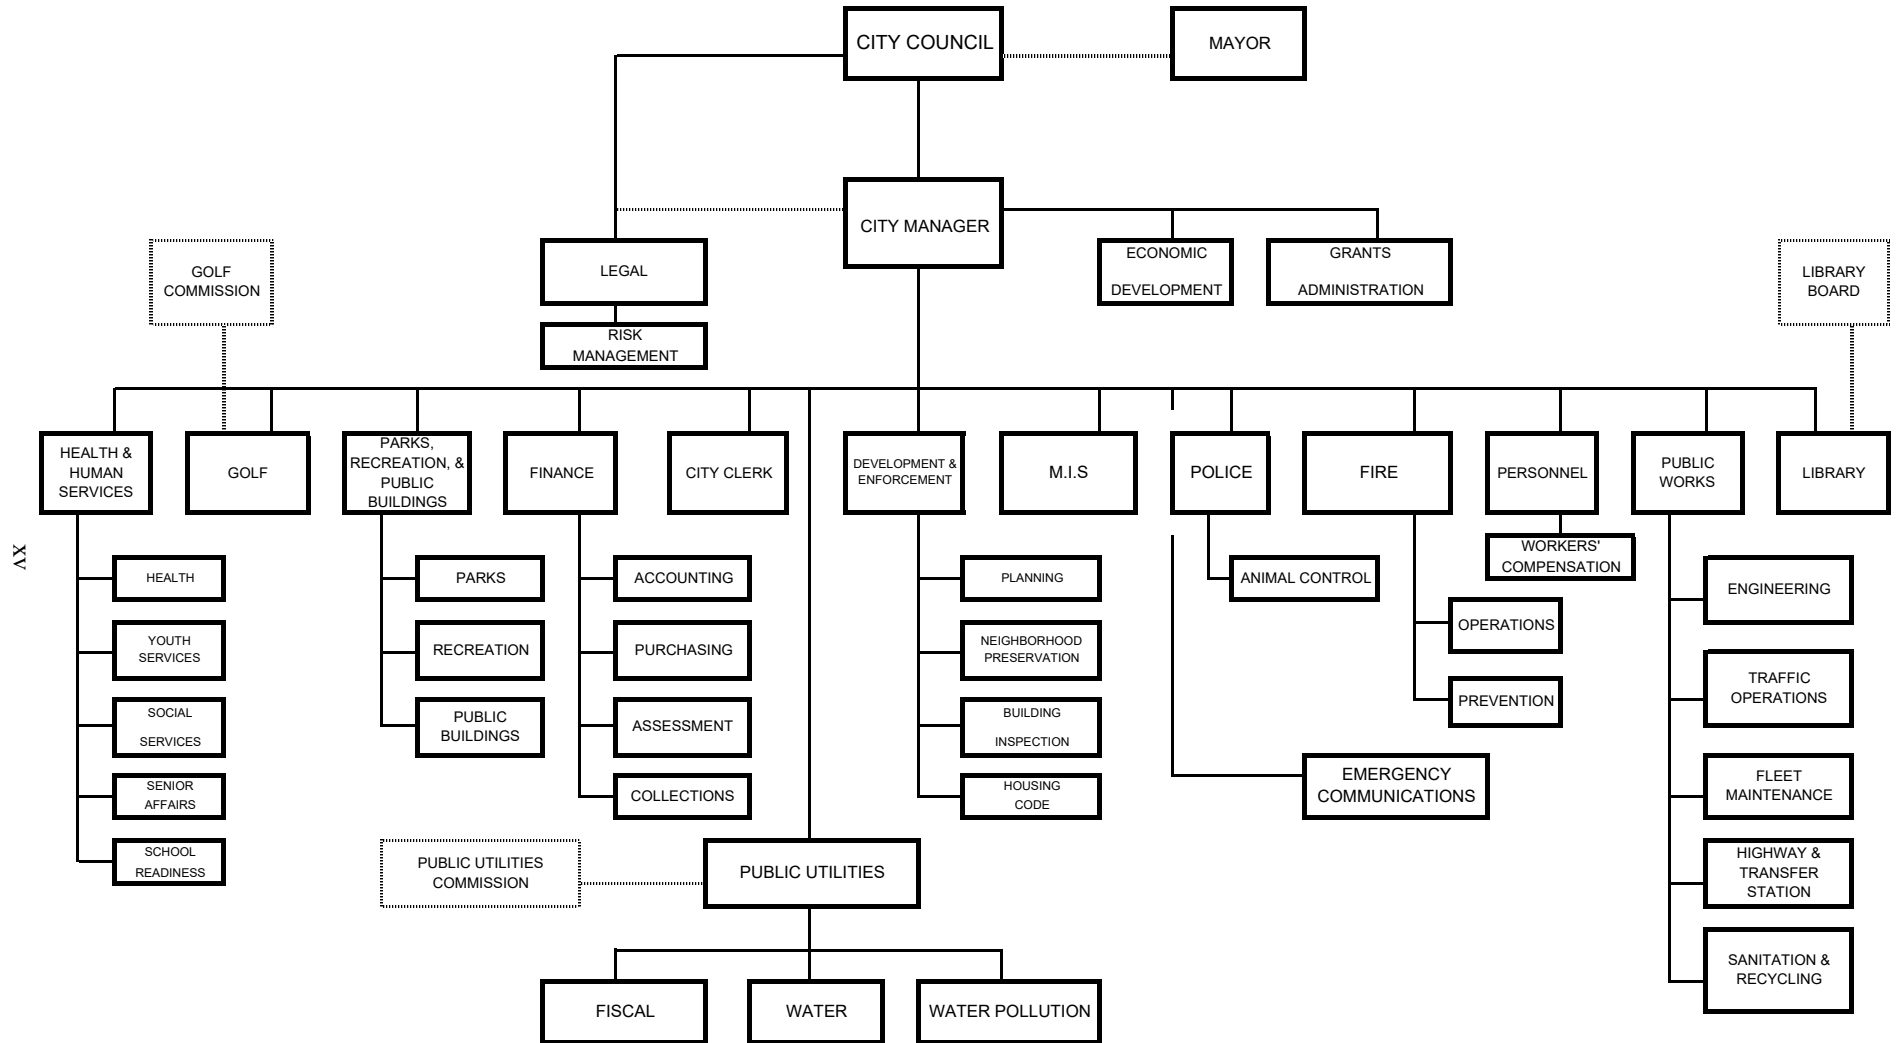 CITY COUNCIL
MAYOR
CITY MANAGER
GOLF
COMMISSION
LEGAL
ECONOMIC
DEVELOPMENT
GRANTS
ADMINISTRATION
LIBRARY
BOARD
RISK
MANAGEMENT
HEALTH &
HUMAN
SERVICES
GOLF
PARKS,
RECREATION, &
PUBLIC
BUILDINGS
FINANCE
CITY CLERK
DEVELOPMENT &
ENFORCEMENT
M.I.S
POLICE
FIRE
PERSONNEL
PUBLIC
WORKS
LIBRARY
xv
HEALTH
YOUTH
SERVICES
SOCIAL
SERVICES
SENIOR
AFFAIRS
SCHOOL
READINESS
PARKS
RECREATION
PUBLIC
BUILDINGS
ACCOUNTING
PURCHASING
ASSESSMENT
COLLECTIONS
PLANNING
NEIGHBORHOOD
PRESERVATION
BUILDING
INSPECTION
HOUSING
CODE
ANIMAL CONTROL
OPERATIONS
PREVENTION
EMERGENCY
COMMUNICATIONS
WORKERS'
COMPENSATION
ENGINEERING
TRAFFIC
OPERATIONS
FLEET
MAINTENANCE
HIGHWAY &
TRANSFER
STATION
SANITATION &
RECYCLING
PUBLIC UTILITIES
COMMISSION
PUBLIC UTILITIES
FISCAL
WATER
WATER POLLUTION